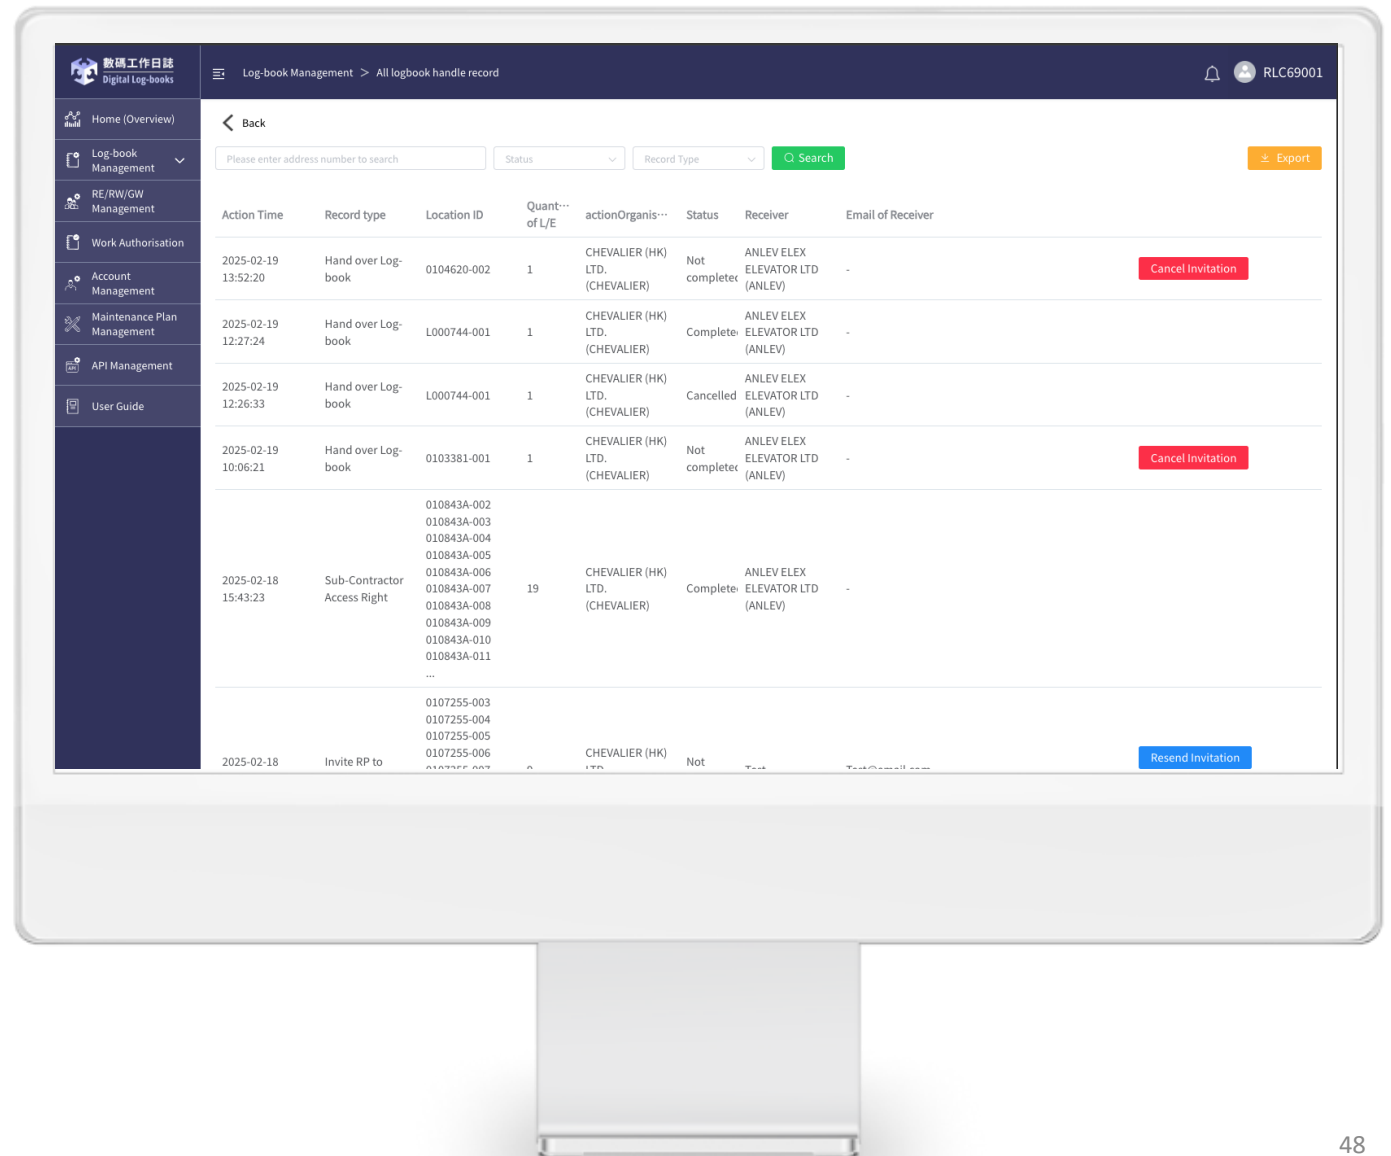 數碼工作日誌
Digital Log-books
Log-book Management > All logbook handle record
RLC69001
Home (Overview)
Log-book
Management
RE/RW/GW
Management
Work Authorisation
Account
Management
Maintenance Plan
Management
API Management
User Guide
Back
Please enter address number to search
Status
Record Type
Search
Export
Action Time Record type Location ID Quant··· of L/E actionOrganis··· Status Receiver Email of Receiver
2025-02-19 13:52:20 Hand over Log-book 0104620-002 1 CHEVALIER (HK) LTD. (CHEVALIER) Not completed ANLEV ELEX ELEVATOR LTD (ANLEV) - Cancel Invitation
2025-02-19 12:27:24 Hand over Log-book L000744-001 1 CHEVALIER (HK) LTD. (CHEVALIER) Complete ANLEV ELEX ELEVATOR LTD (ANLEV) -
2025-02-19 12:26:33 Hand over Log-book L000744-001 1 CHEVALIER (HK) LTD. (CHEVALIER) Cancelled ANLEV ELEX ELEVATOR LTD (ANLEV) -
2025-02-19 10:06:21 Hand over Log-book 0103381-001 1 CHEVALIER (HK) LTD. (CHEVALIER) Not completed ANLEV ELEX ELEVATOR LTD (ANLEV) - Cancel Invitation
2025-02-18 15:43:23 Sub-Contractor Access Right
010843A-002
010843A-003
010843A-004
010843A-005
010843A-006
010843A-007
010843A-008
010843A-009
010843A-010
010843A-011
...
19 CHEVALIER (HK) LTD. (CHEVALIER) Complete ANLEV ELEX ELEVATOR LTD (ANLEV) -
2025-02-18 Invite RP to
0107255-003
0107255-004
0107255-005
0107255-006
CHEVALIER (HK)
Not
Resend Invitation
48